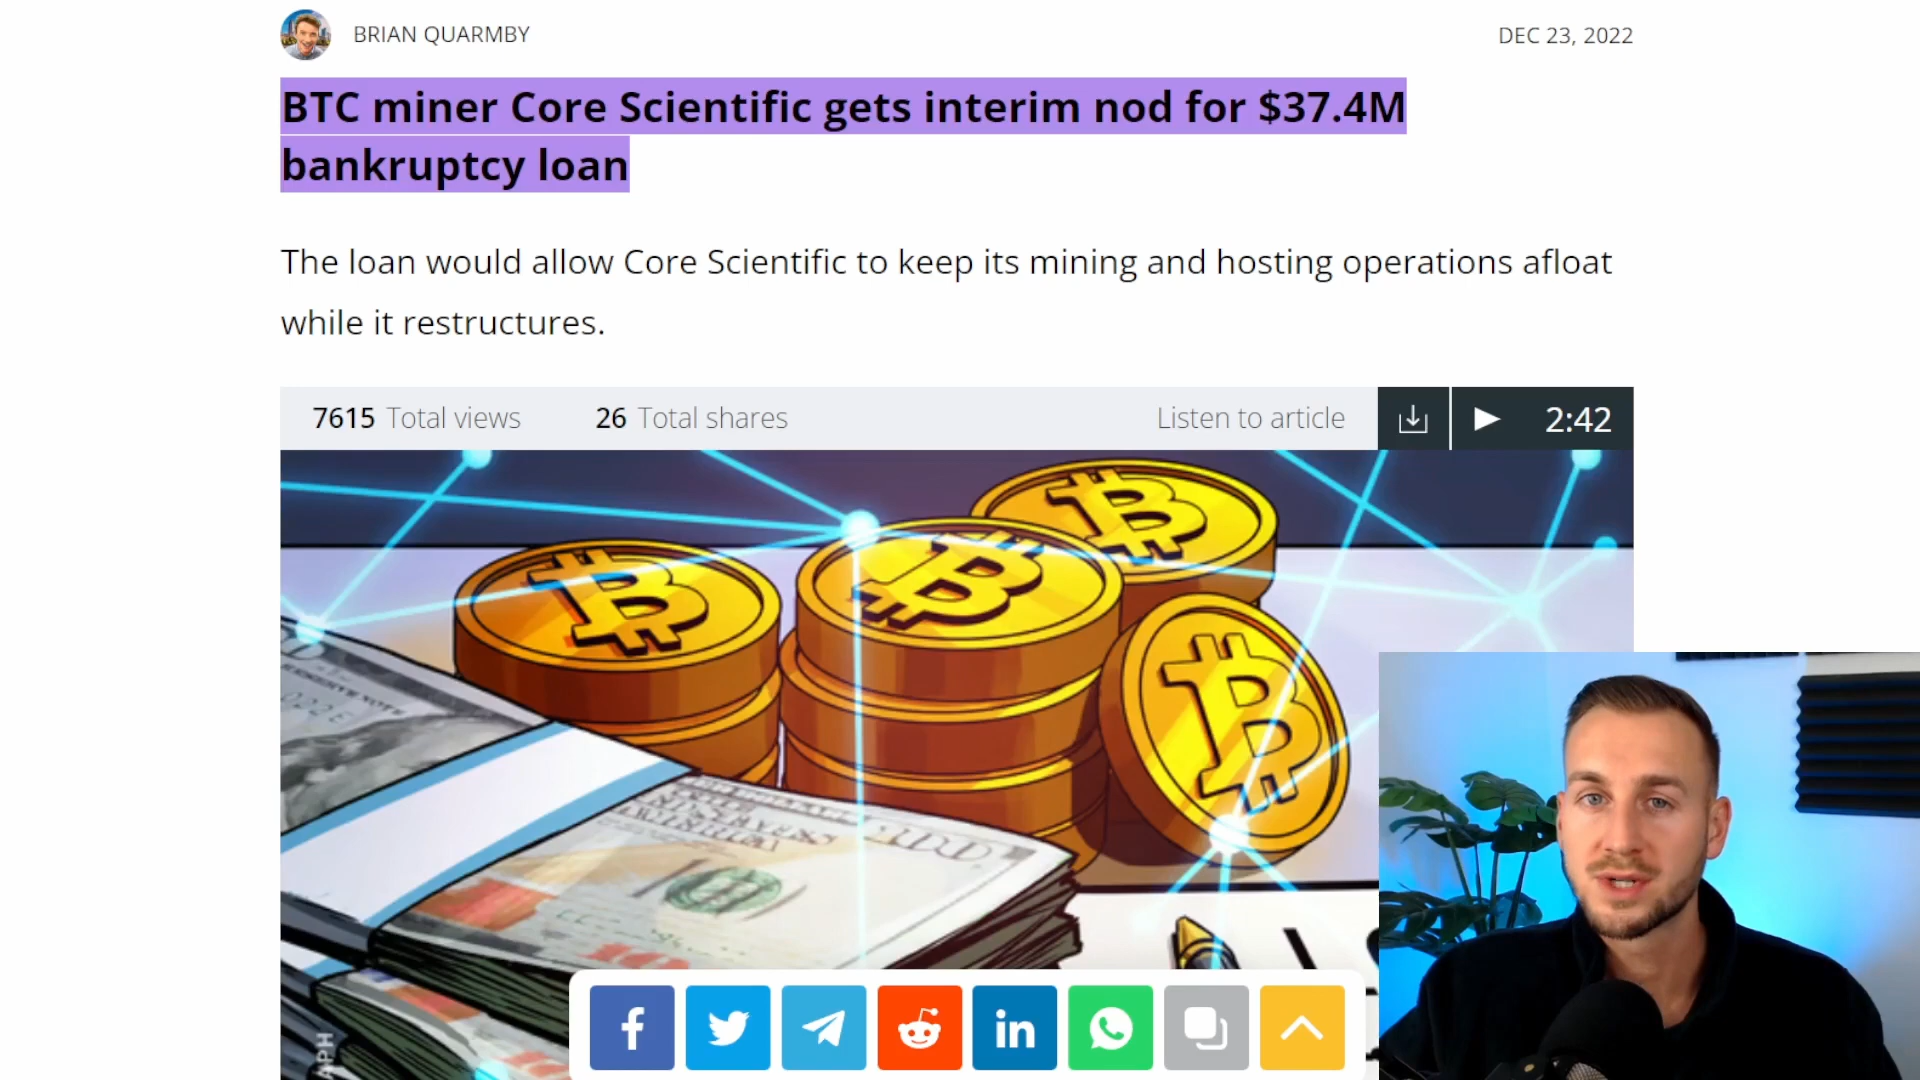 BRIAN QUARMBY
DEC 23, 2022
BTC miner Core Scientific gets interim nod for $37.4M
bankruptcy loan
The loan would allow Core Scientific to keep its mining and hosting operations afloat
while it restructures.
7615 Total views 26 Total shares Listen to article 2:42